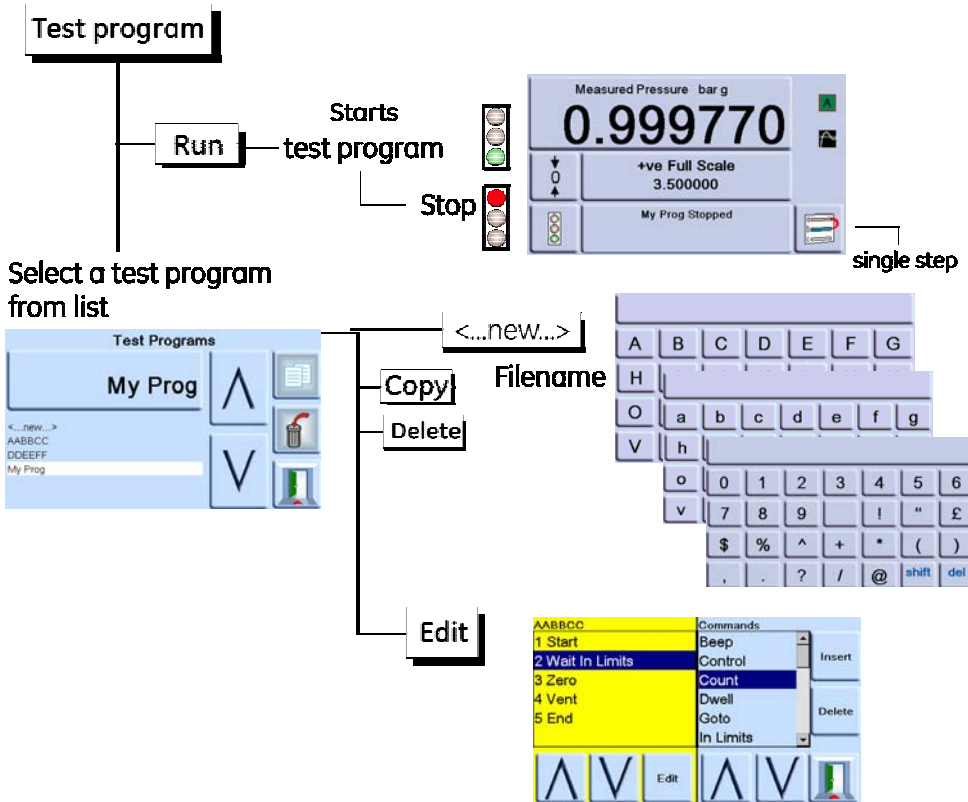 Test program
Run
Starts
test program
Stop
Measured Pressure bar g
0.999770
A
0
+ve Full Scale
3.500000
My Prog Stopped
single step
Select a test program
from list
Test Programs
My Prog
<...new...>
AABBCC
DDEEFF
My Prog
<...new...>
Copy
Delete
Filename
A B C D E F G
H
O
V
a b c d e f g
h
o
v
0 1 2 3 4 5 6
7 8 9 ! " £
$ % ^ + * ( )
, . ? / @ shift del
Edit
AABBCC
1 Start
2 Wait In Limits
3 Zero
4 Vent
5 End
Commands
Beep
Control
Count
Dwell
Goto
In Limits
Insert
Delete
Edit